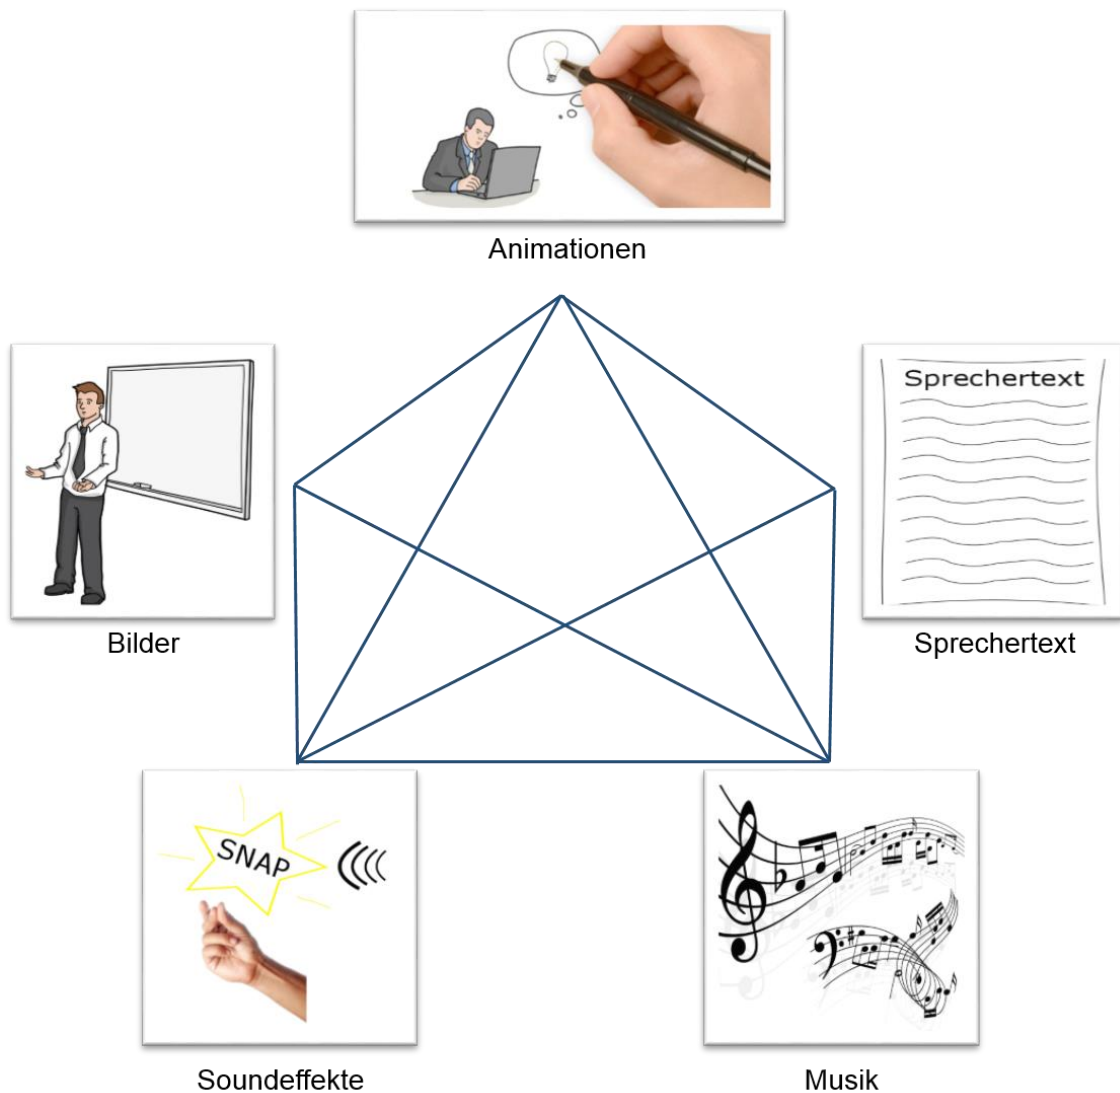 Animationen
Sprechertext
Bilder
Sprechertext
SNAP
Soundeffekte
Musik